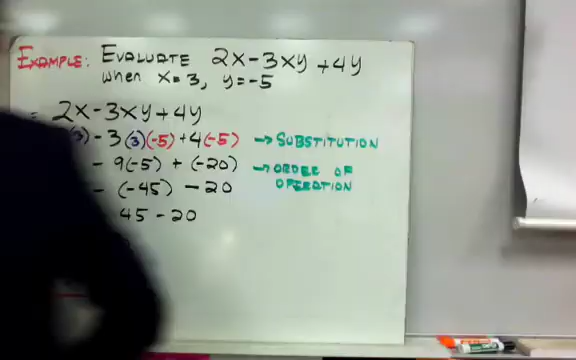 EXAMPLE: EVALUATE 2x - 3xy + 4y
when x = 3, y = -5
= 2x - 3xy + 4y
3) - 3(3)(-5) + 4(-5) → SUBSTITUTION
- 9(-5) + (-20) → ORDER OF
OPERATION
- (-45) - 20
45 - 20